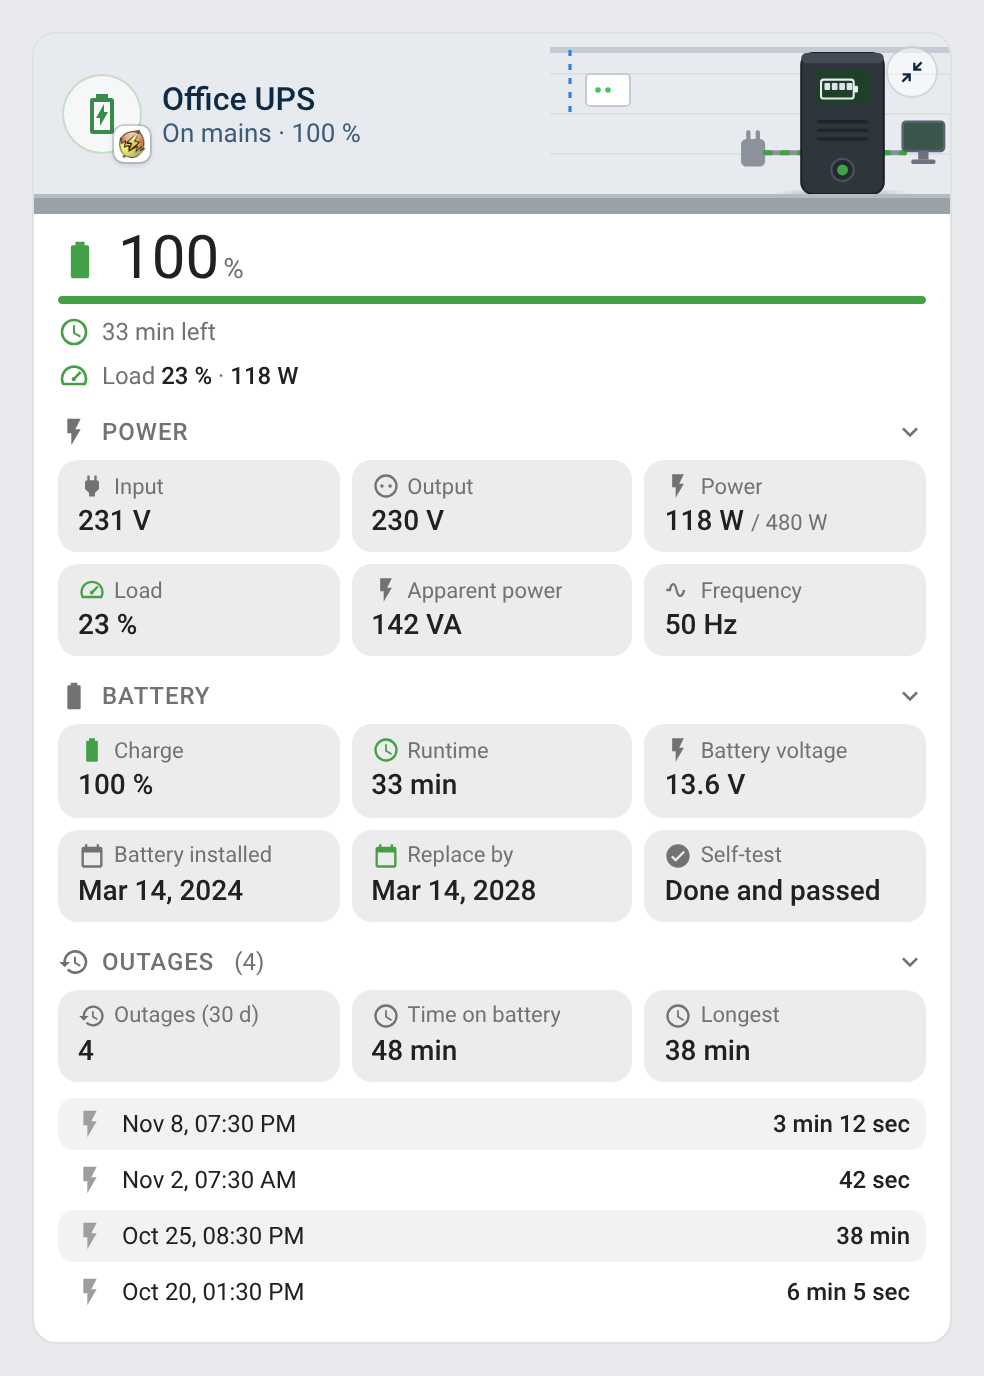 Office UPS
On mains · 100 %
100 %
33 min left
Load 23 % · 118 W
POWER
Input
231 V
Output
230 V
Power
118 W / 480 W
Load
23 %
Apparent power
142 VA
Frequency
50 Hz
BATTERY
Charge
100 %
Runtime
33 min
Battery voltage
13.6 V
Battery installed
Mar 14, 2024
Replace by
Mar 14, 2028
Self-test
Done and passed
OUTAGES (4)
Outages (30 d)
4
Time on battery
48 min
Longest
38 min
Nov 8, 07:30 PM 3 min 12 sec
Nov 2, 07:30 AM 42 sec
Oct 25, 08:30 PM 38 min
Oct 20, 01:30 PM 6 min 5 sec